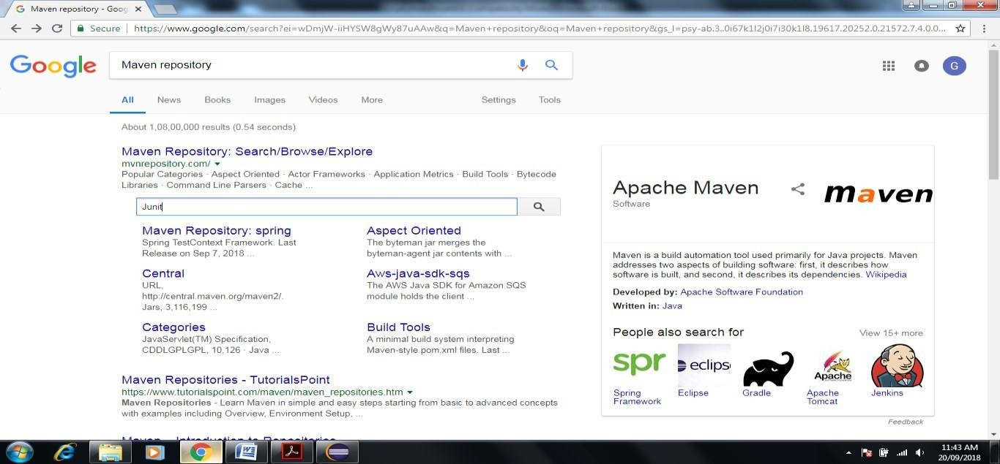 Maven repository - Goog
Secure
https://www.google.com/search?ei=wDmjW-iiHYSW8gWy87uAAw&q=Maven+repository&oq=Maven+repository&gs_l=psy-ab.3..0i67k1l2j0i7i30k1l8.19617.20252.0.21572.7.4.0.0...
Google
Maven repository
G
All News Books Images Videos More Settings Tools
About 1,08,00,000 results (0.54 seconds)
Maven Repository: Search/Browse/Explore
mvnrepository.com/
Popular Categories · Aspect Oriented · Actor Frameworks · Application Metrics · Build Tools · Bytecode
Libraries · Command Line Parsers · Cache ...
Junit
Maven Repository: spring
Spring TestContext Framework. Last
Release on Sep 7, 2018 ...
Aspect Oriented
The byteman jar merges the
byteman-agent jar contents with ...
Central
URL,
http://central.maven.org/maven2/.
Jars, 3,116,199 ...
Aws-java-sdk-sqs
The AWS Java SDK for Amazon SQS
module holds the client ...
Categories
JavaServlet(TM) Specification,
CDDLGPLGPL, 10,126 · Java ...
Build Tools
A minimal build system interpreting
Maven-style pom.xml files. Last ...
Maven Repositories - TutorialsPoint
https://www.tutorialspoint.com/maven/maven_repositories.htm
Maven Repositories - Learn Maven in simple and easy steps starting from basic to advanced concepts
with examples including Overview, Environment Setup, ...
Maven – Introduction to Repositories
Apache Maven
Software
maven
Maven is a build automation tool used primarily for Java projects. Maven
addresses two aspects of building software: first, it describes how
software is built, and second, it describes its dependencies. Wikipedia
Developed by: Apache Software Foundation
Written in: Java
People also search for
View 15+ more
spr
eclips
Apache
Spring
Framework
Eclipse
Gradle
Apache
Tomcat
Jenkins
Feedback
11:43 AM
20/09/2018